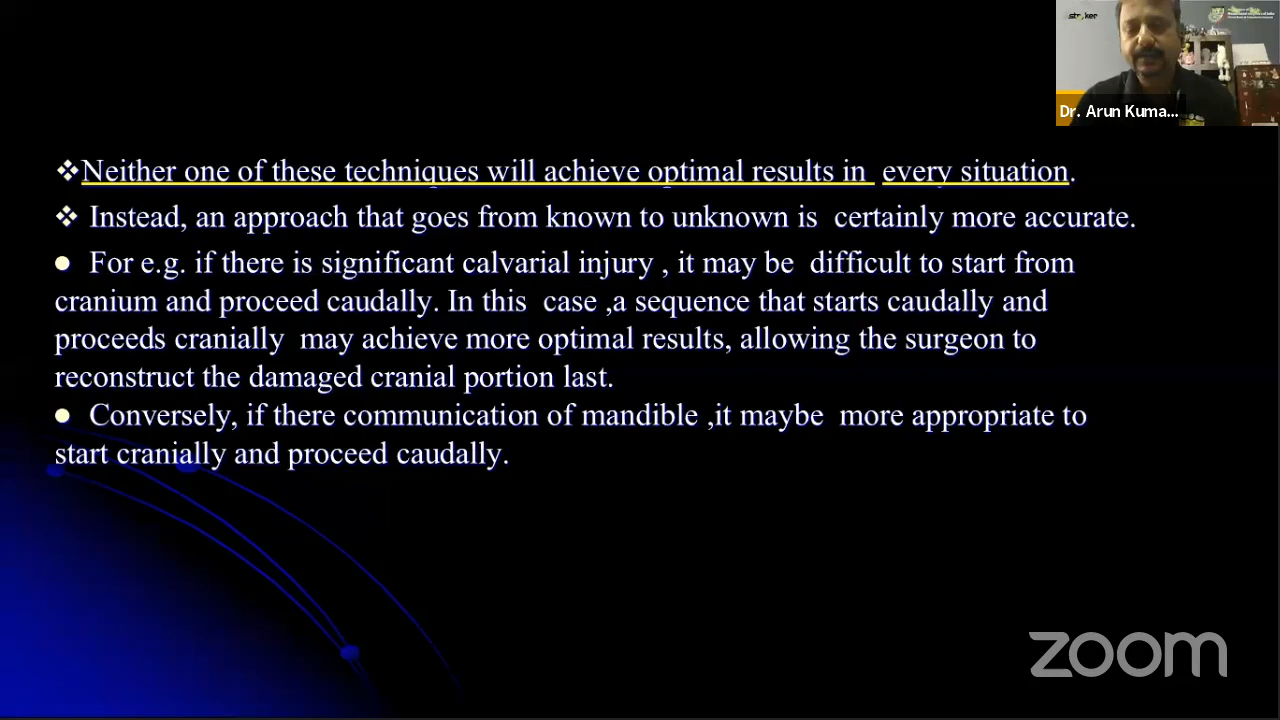 stryker
Dr. Arun Kuma...
❖Neither one of these techniques will achieve optimal results in every situation.
❖ Instead, an approach that goes from known to unknown is certainly more accurate.
● For e.g. if there is significant calvarial injury , it may be difficult to start from
cranium and proceed caudally. In this case ,a sequence that starts caudally and
proceeds cranially may achieve more optimal results, allowing the surgeon to
reconstruct the damaged cranial portion last.
● Conversely, if there communication of mandible ,it maybe more appropriate to
start cranially and proceed caudally.
zoom